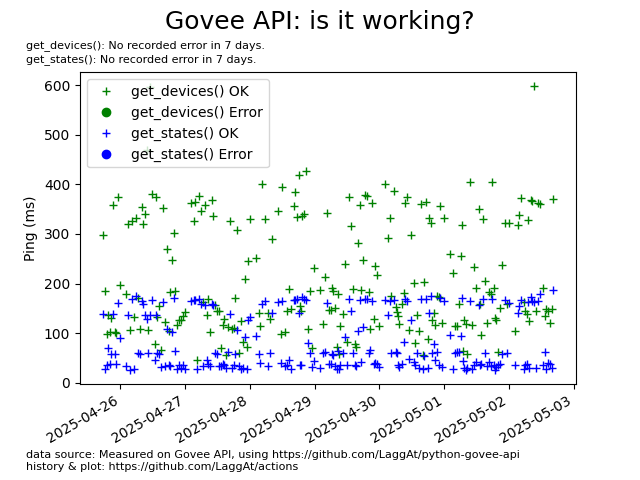 Govee API: is it working?
get_devices(): No recorded error in 7 days.
get_states(): No recorded error in 7 days.
get_devices() OK
get_devices() Error
get_states() OK
get_states() Error
Ping (ms)
600
500
400
300
200
100
0
2025-04-26
2025-04-27
2025-04-28
2025-04-29
2025-04-30
2025-05-01
2025-05-02
2025-05-03
data source: Measured on Govee API, using https://github.com/LaggAt/python-govee-api
history & plot: https://github.com/LaggAt/actions